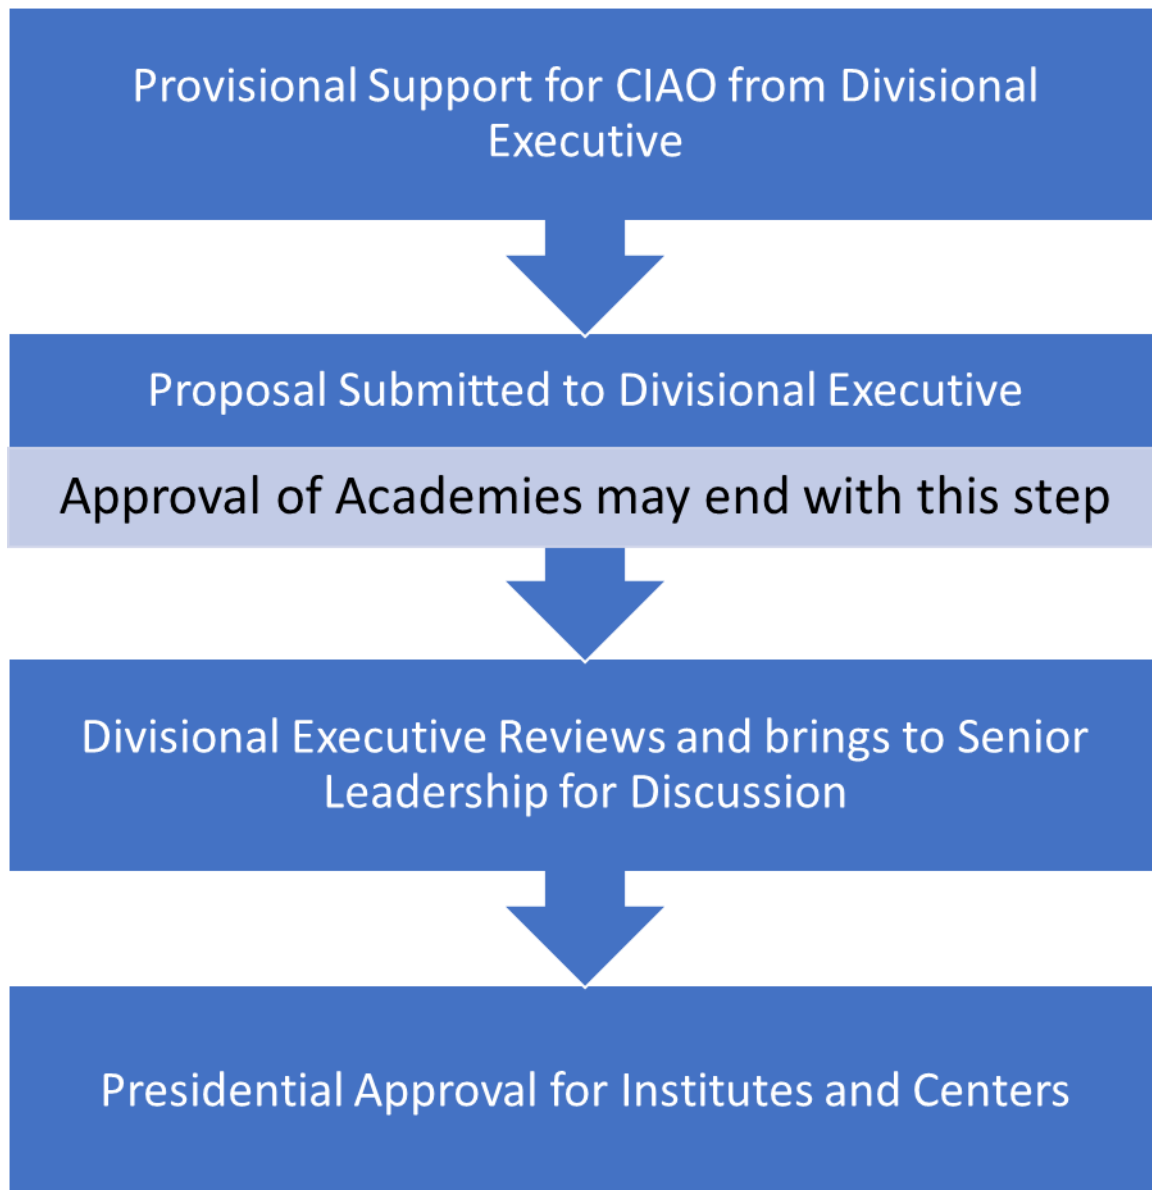 Provisional Support for CIAO from Divisional
Executive
Proposal Submitted to Divisional Executive
Approval of Academies may end with this step
Divisional Executive Reviews and brings to Senior
Leadership for Discussion
Presidential Approval for Institutes and Centers